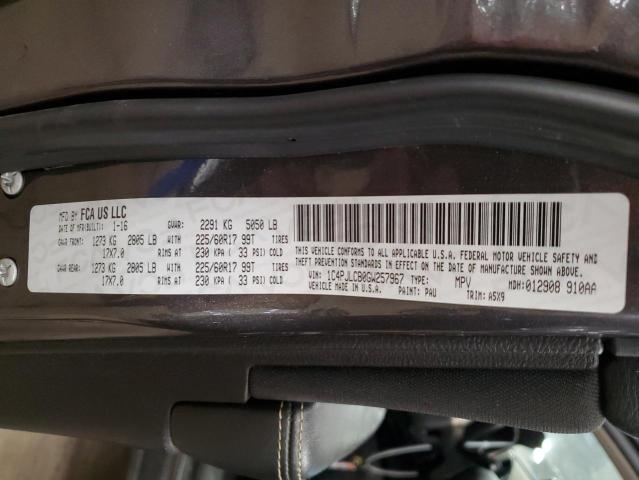 MFD BY FCA US LLC
DATE OF MFR(BUILT): 1-16 GVWR: 2291 KG 5050 LB
GAWR FRONT: 1273 KG 2805 LB WITH 225/60R17 99T TIRES
17X7.0 RIMS AT 230 KPA ( 33 PSI) COLD
GAWR REAR: 1273 KG 2805 LB WITH 225/60R17 99T TIRES
17X7.0 RIMS AT 230 KPA ( 33 PSI) COLD
THIS VEHICLE CONFORMS TO ALL APPLICABLE U.S.A. FEDERAL MOTOR VEHICLE SAFETY,
AND THEFT PREVENTION STANDARDS IN EFFECT ON THE DATE OF MANUFACTURE SHOWN ABOVE.
VIN: 1C4PJLCB0GW257967 TYPE: MPV MDH: 012908 910AA
VEHICLE MADE IN U.S.A. PAINT: PAU TRIM: A5X9